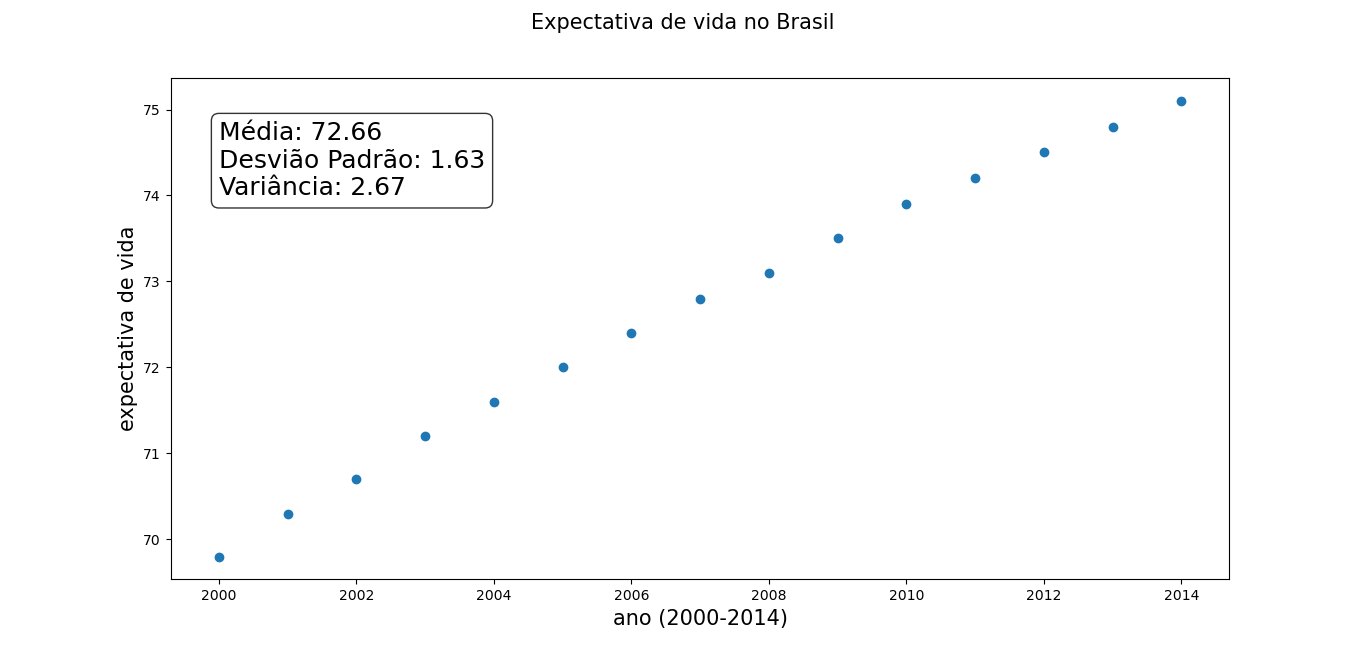 Expectativa de vida no Brasil
Média: 72.66
Desvião Padrão: 1.63
Variância: 2.67
expectativa de vida
75
74
73
72
71
70
2000 2002 2004 2006 2008 2010 2012 2014
ano (2000-2014)